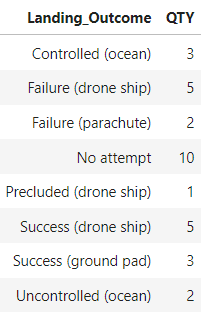 Landing_Outcome QTY
Controlled (ocean) 3
Failure (drone ship) 5
Failure (parachute) 2
No attempt 10
Precluded (drone ship) 1
Success (drone ship) 5
Success (ground pad) 3
Uncontrolled (ocean) 2